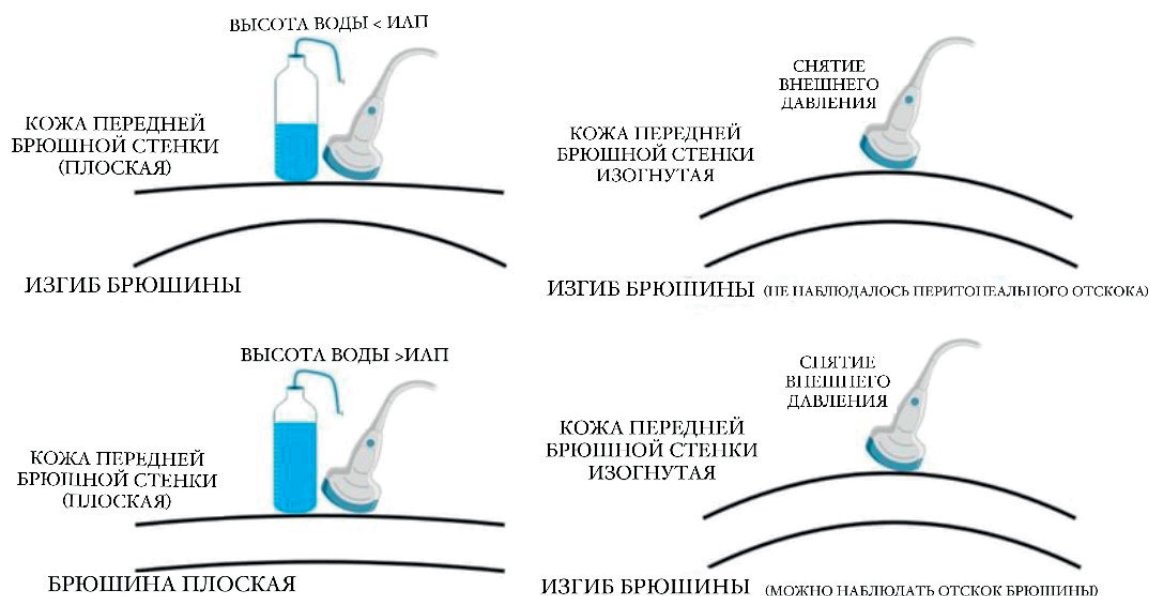 ВЫСОТА ВОДЫ < ИАП
КОЖА ПЕРЕДНЕЙ
БРЮШНОЙ СТЕНКИ
(ПЛОСКАЯ)
ИЗГИБ БРЮШИНЫ
СНЯТИЕ
ВНЕШНЕГО
ДАВЛЕНИЯ
КОЖА ПЕРЕДНЕЙ
БРЮШНОЙ СТЕНКИ
ИЗОГНУТАЯ
ИЗГИБ БРЮШИНЫ (НЕ НАБЛЮДАЛОСЬ ПЕРИТОНЕАЛЬНОГО ОТСКОКА)
ВЫСОТА ВОДЫ >ИАП
КОЖА ПЕРЕДНЕЙ
БРЮШНОЙ СТЕНКИ
(ПЛОСКАЯ)
БРЮШИНА ПЛОСКАЯ
СНЯТИЕ
ВНЕШНЕГО
ДАВЛЕНИЯ
КОЖА ПЕРЕДНЕЙ
БРЮШНОЙ СТЕНКИ
ИЗОГНУТАЯ
ИЗГИБ БРЮШИНЫ (МОЖНО НАБЛЮДАТЬ ОТСКОК БРЮШИНЫ)